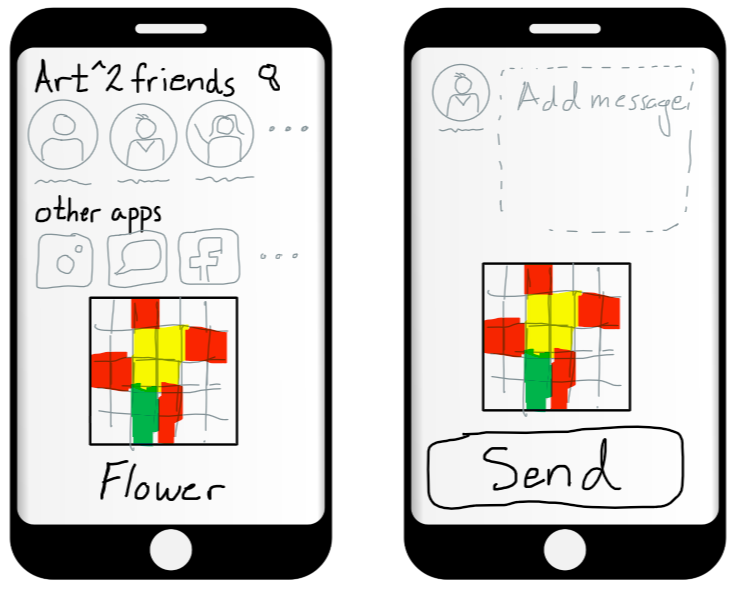 Art^2 friends
other apps
Flower
Add message
Send